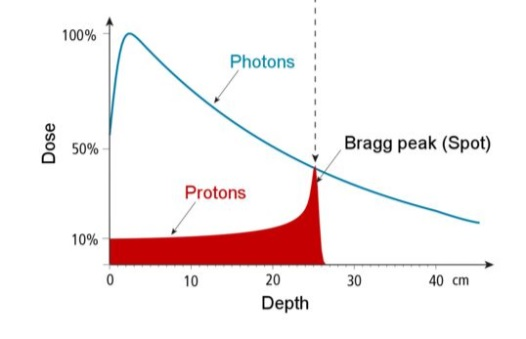 100%
Photons
Dose
50%
Bragg peak (Spot)
Protons
10%
0 10 20 30 40 cm
Depth